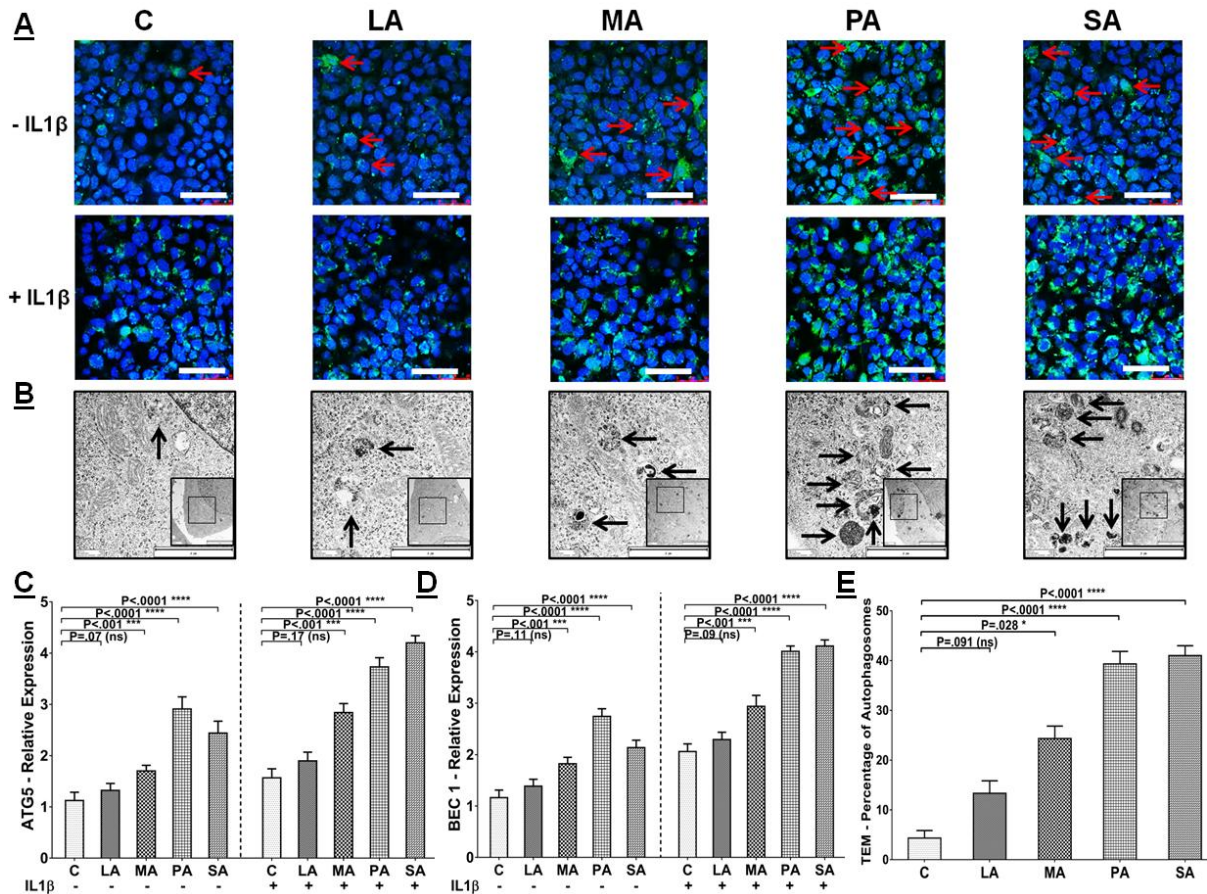 A
C LA MA PA SA
- IL1β
+ IL1β
B
C
ATG5 - Relative Expression
5
4
3
2
1
0
P<.0001 ****
P<.0001 ****
P<.001 ***
P=.07 (ns)
P<.0001 ****
P<.0001 ****
P<.001 ***
P=.17 (ns)
C LA MA PA SA C LA MA PA SA
IL1β - - - - - + + + + +
D
BEC 1 - Relative Expression
5
4
3
2
1
0
P<.0001 ****
P<.0001 ****
P<.001 ***
P=.11 (ns)
P<.0001 ****
P<.0001 ****
P<.001 ***
P=.09 (ns)
C LA MA PA SA C LA MA PA SA
IL1β - - - - - + + + + +
E
TEM - Percentage of Autophagosomes
50
40
30
20
10
0
P<.0001 ****
P<.0001 ****
P=.028 *
P=.091 (ns)
C LA MA PA SA